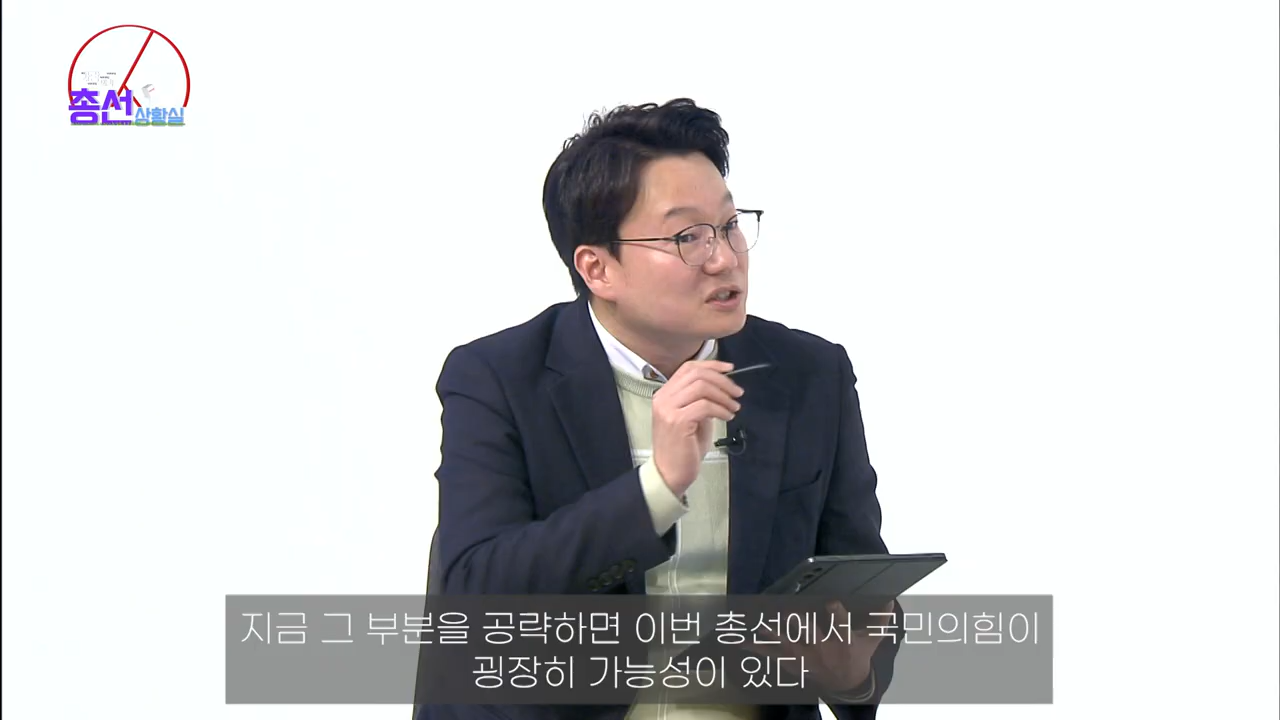 총선상황실
지금 그 부분을 공략하면 이번 총선에서 국민의힘이
굉장히 가능성이 있다